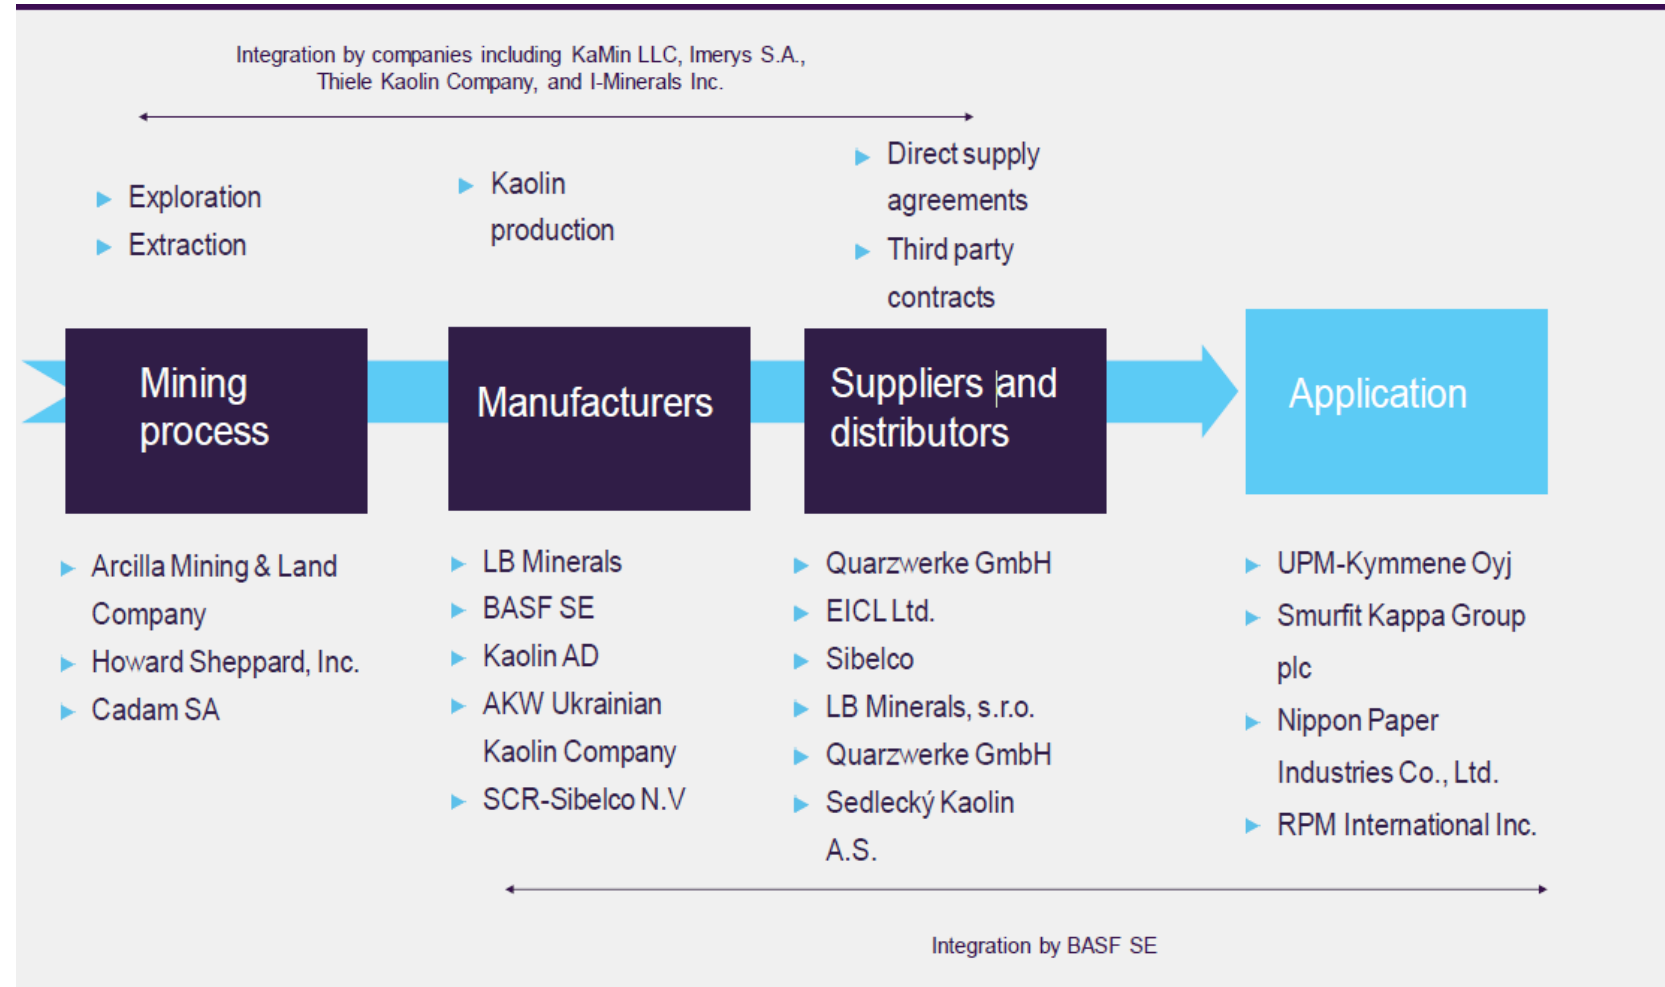 Integration by companies including KaMin LLC, Imerys S.A.,
Thiele Kaolin Company, and I-Minerals Inc.
Exploration
Extraction
Kaolin
production
Direct supply
agreements
Third party
contracts
Mining
process
Manufacturers
Suppliers and
distributors
Application
Arcilla Mining & Land
Company
Howard Sheppard, Inc.
Cadam SA
LB Minerals
BASF SE
Kaolin AD
AKW Ukrainian
Kaolin Company
SCR-Sibelco N.V
Quarzwerke GmbH
EICL Ltd.
Sibelco
LB Minerals, s.r.o.
Quarzwerke GmbH
Sedlecký Kaolin
A.S.
UPM-Kymmene Oyj
Smurfit Kappa Group
plc
Nippon Paper
Industries Co., Ltd.
RPM International Inc.
Integration by BASF SE